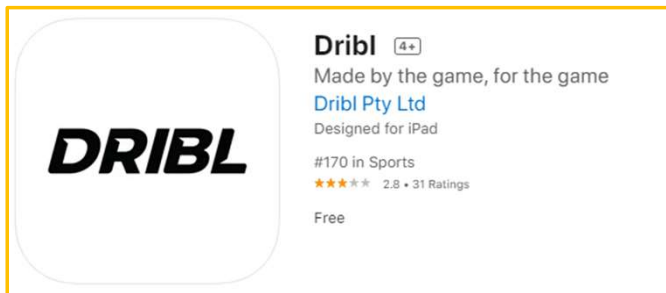 DRIBL
Dribl 4+
Made by the game, for the game
Dribl Pty Ltd
Designed for iPad
#170 in Sports
★★★★★ 2.8 • 31 Ratings
Free